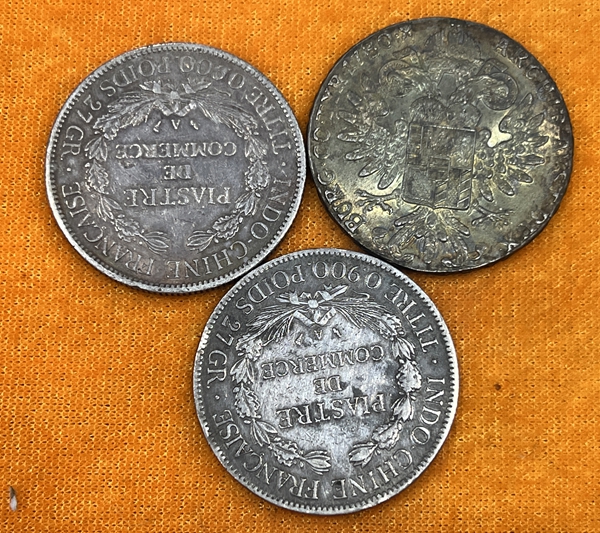 INDO-CHINE FRANÇAISE
PIASTRE
DE
COMMERCE
A
TITRE 0.900 POIDS 27 GR.
INDO-CHINE FRANÇAISE
PIASTRE
DE
COMMERCE
A
TITRE 0.900 POIDS 27 GR.